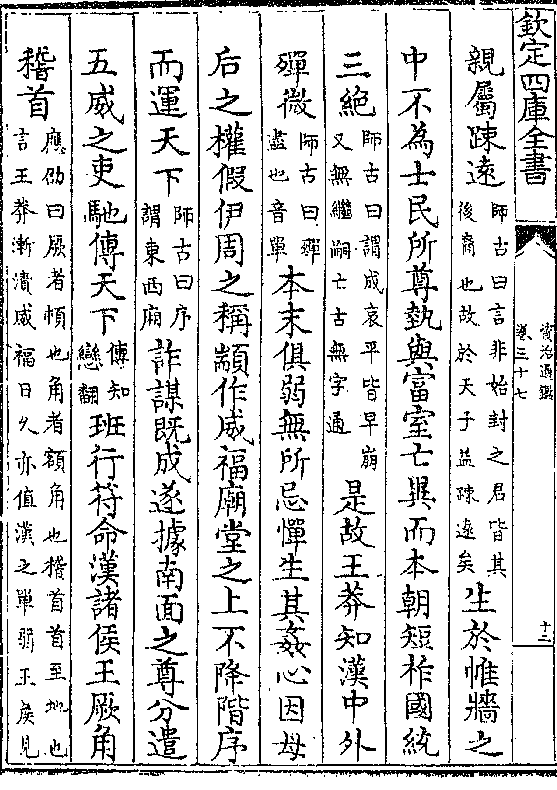 欽定四庫全書
資治通鑑
卷三十七
十二
親屬疎遠師古曰言非始封之君皆其後裔也故於天子益疎遠矣生於帷牆之
中不為士民所尊埶與富室亡異而本朝短祚國統
三絶師古曰謂成哀平皆早崩又無繼嗣亡古無字通是故王莽知漢中外
殫微師古曰殫盡也音單本末俱弱無所忌憚生其姦心因母
后之權假伊周之稱顓作威福廟堂之上不降階序
而運天下師古曰序謂東西廂詐謀既成遂據南面之尊分遣
五威之吏馳傳天下傳知戀翻班行符命漢諸侯王厥角
稽首應劭曰厥者頓也角者額角也稽首首至地也言王莽漸漬威福日久亦值漢之單弱王侯見